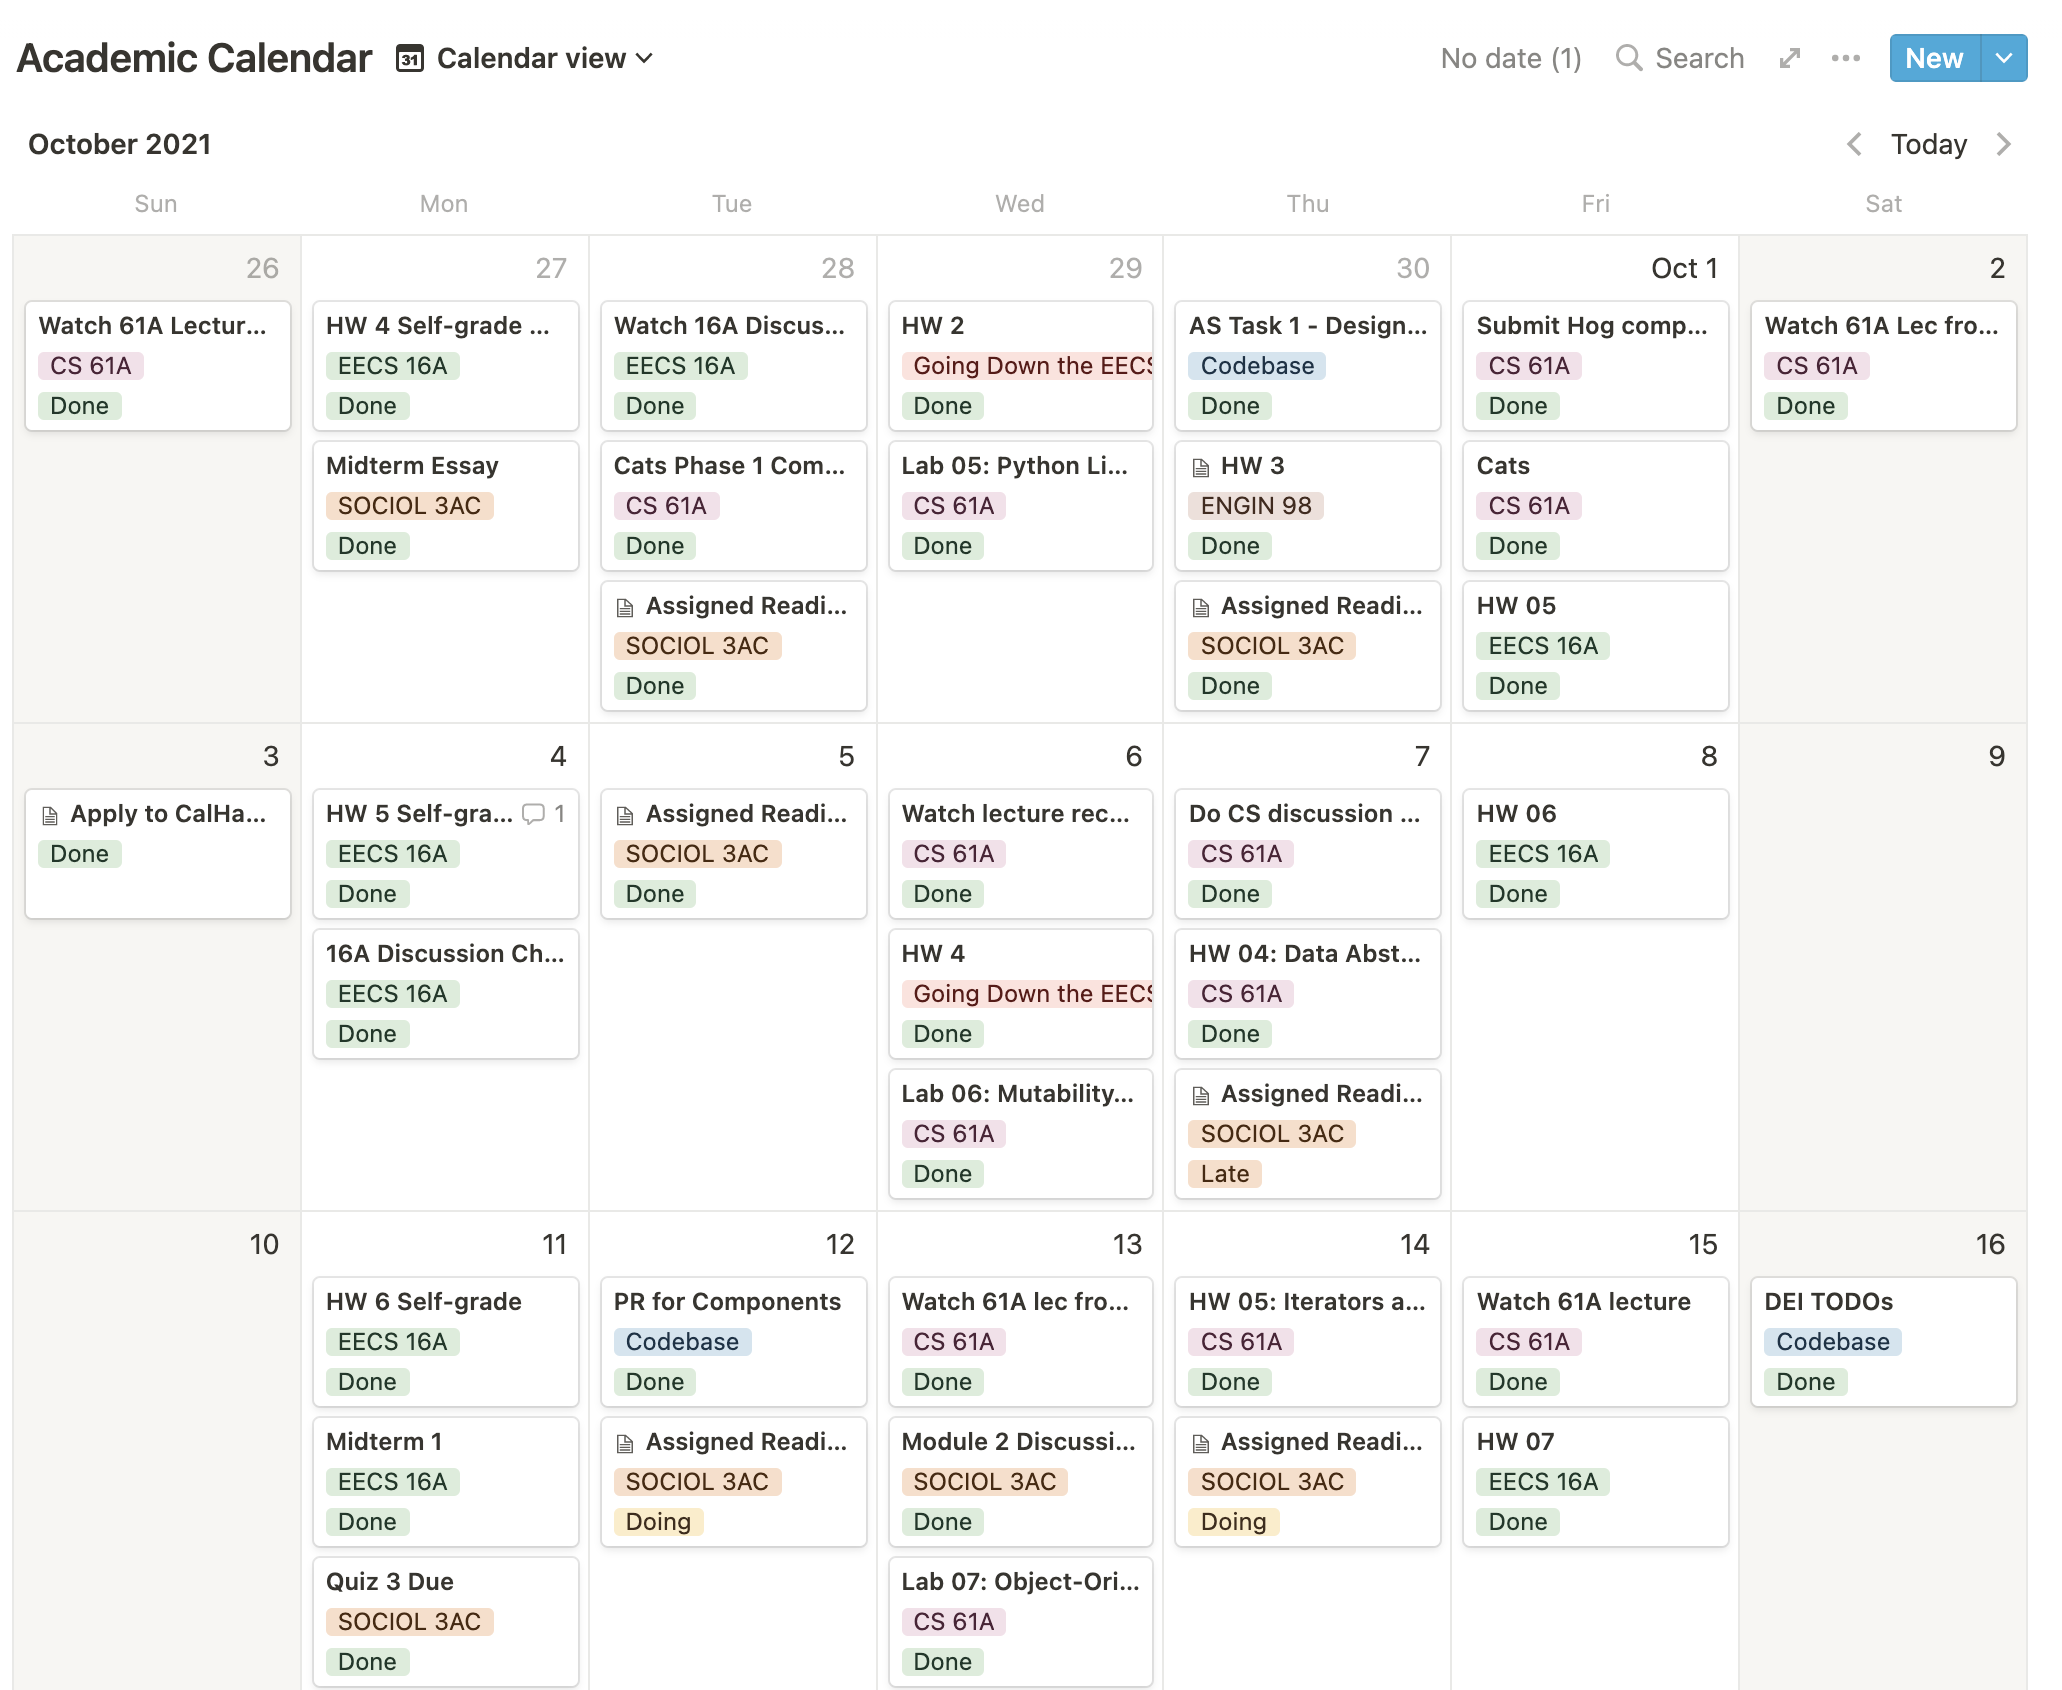 Academic Calendar 31 Calendar view No date (1) Search New
October 2021 Today
Sun Mon Tue Wed Thu Fri Sat
26 27 28 29 30 Oct 1 2
Watch 61A Lectur...
CS 61A
Done
HW 4 Self-grade ...
EECS 16A
Done
Midterm Essay
SOCIOL 3AC
Done
Watch 16A Discus...
EECS 16A
Done
Cats Phase 1 Com...
CS 61A
Done
Assigned Readi...
SOCIOL 3AC
Done
HW 2
Going Down the EECS
Done
Lab 05: Python Li...
CS 61A
Done
AS Task 1 - Design...
Codebase
Done
HW 3
ENGIN 98
Done
Assigned Readi...
SOCIOL 3AC
Done
Submit Hog comp...
CS 61A
Done
Cats
CS 61A
Done
HW 05
EECS 16A
Done
Watch 61A Lec fro...
CS 61A
Done
3 4 5 6 7 8 9
Apply to CalHa...
Done
HW 5 Self-gra... 1
EECS 16A
Done
16A Discussion Ch...
EECS 16A
Done
Assigned Readi...
SOCIOL 3AC
Done
Watch lecture rec...
CS 61A
Done
HW 4
Going Down the EECS
Done
Lab 06: Mutability...
CS 61A
Done
Do CS discussion ...
CS 61A
Done
HW 04: Data Abst...
CS 61A
Done
Assigned Readi...
SOCIOL 3AC
Late
HW 06
EECS 16A
Done
10 11 12 13 14 15 16
HW 6 Self-grade
EECS 16A
Done
Midterm 1
EECS 16A
Done
Quiz 3 Due
SOCIOL 3AC
Done
PR for Components
Codebase
Done
Assigned Readi...
SOCIOL 3AC
Doing
Watch 61A lec fro...
CS 61A
Done
Module 2 Discussi...
SOCIOL 3AC
Done
Lab 07: Object-Ori...
CS 61A
Done
HW 05: Iterators a...
CS 61A
Done
Assigned Readi...
SOCIOL 3AC
Doing
Watch 61A lecture
CS 61A
Done
HW 07
EECS 16A
Done
DEI TODOs
Codebase
Done